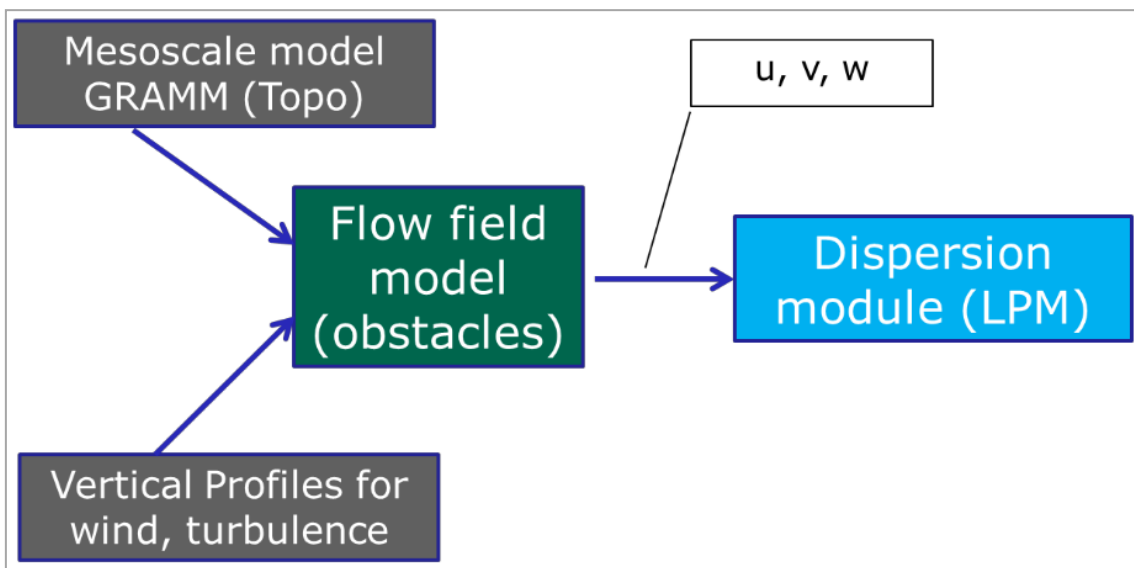 Mesoscale model
GRAMM (Topo)
u, v, w
Flow field
model
(obstacles)
Dispersion
module (LPM)
Vertical Profiles for
wind, turbulence